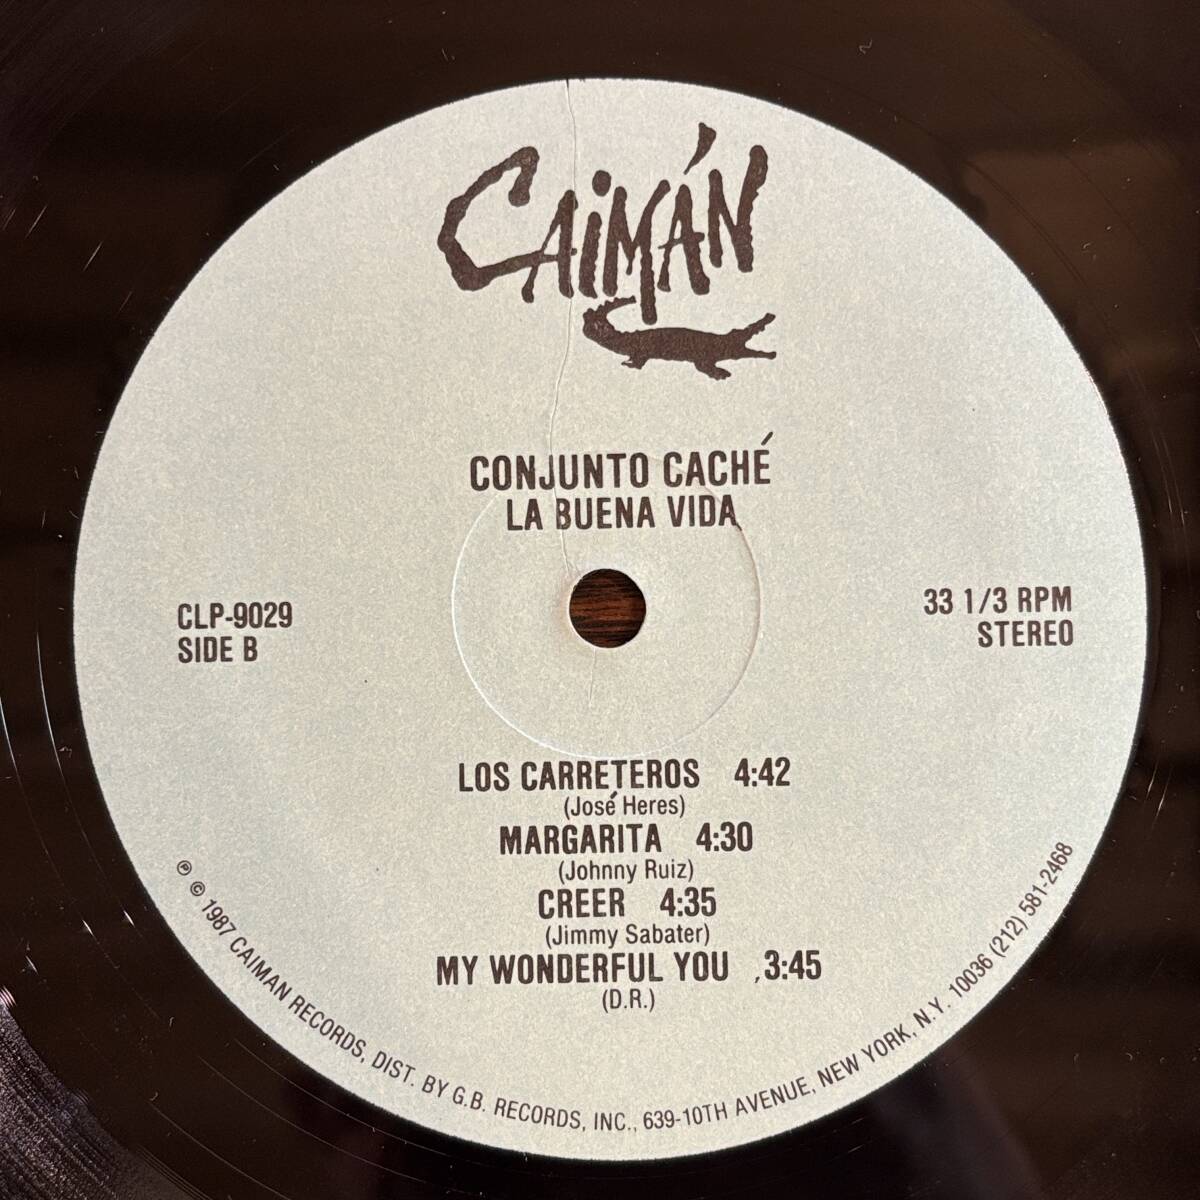 CAIMÁN
CONJUNTO CACHÉ
LA BUENA VIDA
CLP-9029
SIDE B
33 1/3 RPM
STEREO
LOS CARRETEROS 4:42
(José Heres)
MARGARITA 4:30
(Johnny Ruiz)
CREER 4:35
(Jimmy Sabater)
MY WONDERFUL YOU 3:45
(D.R.)
℗ © 1987 CAIMAN RECORDS, DIST. BY G.B. RECORDS, INC., 639-10TH AVENUE, NEW YORK, N.Y. 10036 (212) 581-2468